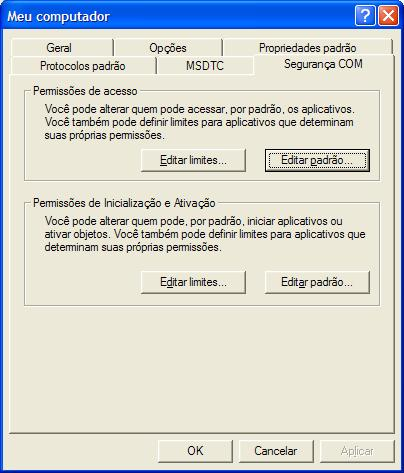 Meu computador
Geral Opções Propriedades padrão
Protocolos padrão MSDTC Segurança COM
Permissões de acesso
Você pode alterar quem pode acessar, por padrão, os aplicativos.
Você também pode definir limites para aplicativos que determinam
suas próprias permissões.
Editar limites... Editar padrão...
Permissões de Inicialização e Ativação
Você pode alterar quem pode, por padrão, iniciar aplicativos ou
ativar objetos. Você também pode definir limites para aplicativos que
determinam suas próprias permissões.
Editar limites... Editar padrão...
OK Cancelar Aplicar